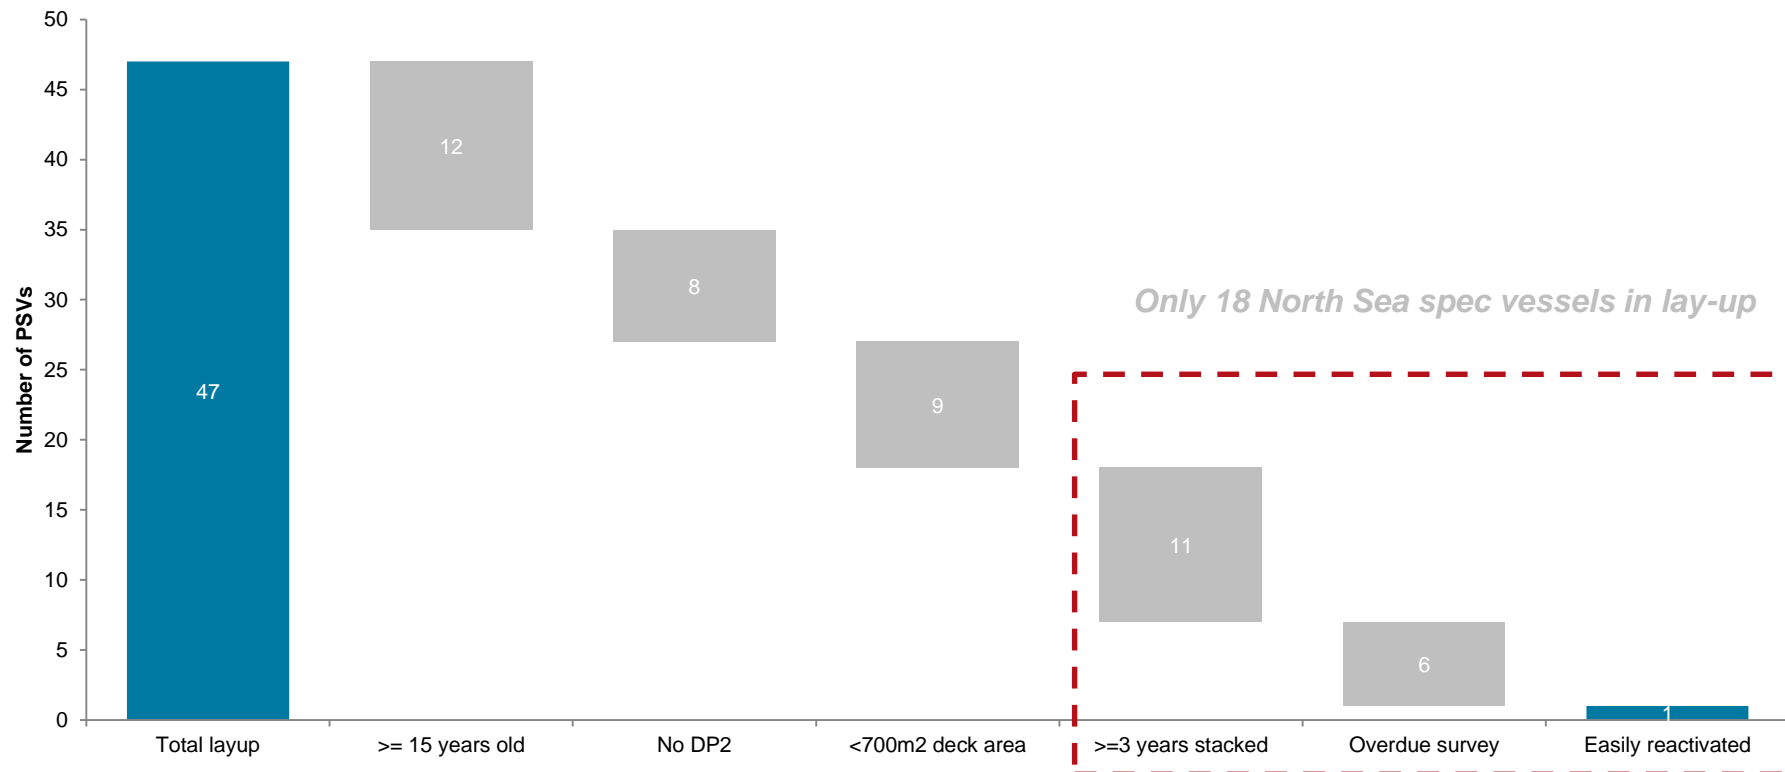 50
45
40
35
30
25
20
15
10
5
0
Number of PSVs
47
12
8
9
11
6
1
Only 18 North Sea spec vessels in lay-up
Total layup
>= 15 years old
No DP2
<700m2 deck area
>=3 years stacked
Overdue survey
Easily reactivated